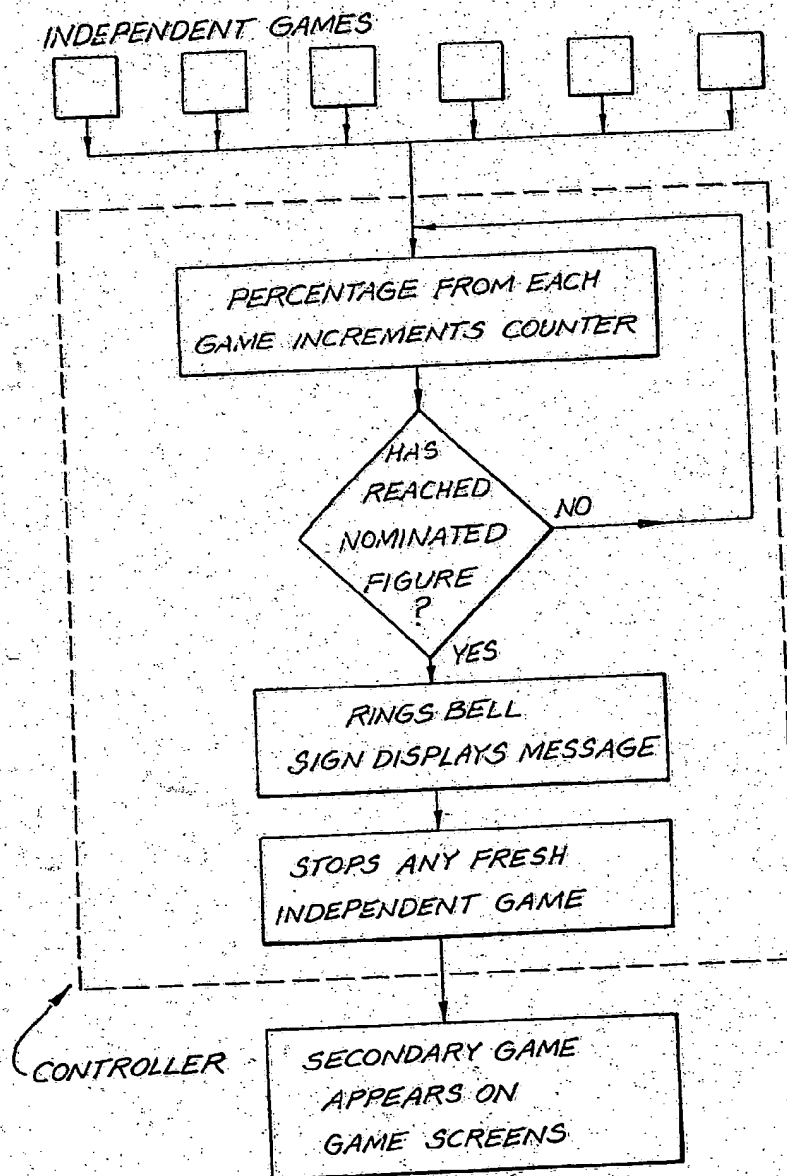 INDEPENDENT GAMES
PERCENTAGE FROM EACH
GAME INCREMENTS COUNTER
HAS
REACHED
NOMINATED
FIGURE
?
NO
YES
RINGS BELL
SIGN DISPLAYS MESSAGE
STOPS ANY FRESH
INDEPENDENT GAME
CONTROLLER
SECONDARY GAME
APPEARS ON
GAME SCREENS